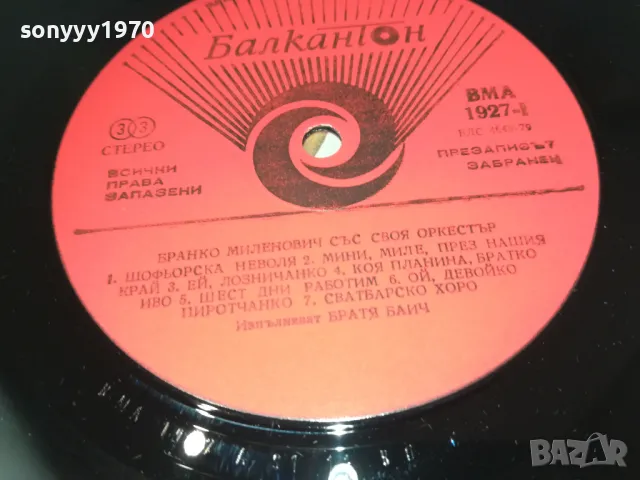 sonyyy1970
Балкантон
ВМА
1927-I
33
СТЕРЕО
ВСИЧКИ
ПРАВА
ЗАПАЗЕНИ
ПРЕЗАПИСЪТ
ЗАБРАНЕН
БРАНКО МИЛЕНОВИЧ СЪС СВОЯ ОРКЕСТЪР
1. ШОФЬОРСКА НЕВОЛЯ 2. МИНИ, МИЛЕ, ПРЕЗ НАШИЯ
КРАЙ 3. ЕЙ, ЛОЗНИЧАНКО 4. КОЯ ПЛАНИНА, БРАТКО
ИВО 5. ШЕСТ ДНИ РАБОТИМ 6. ОЙ, ДЕВОЙКО
ПИРОТЧАНКО 7. СВАТБАРСКО ХОРО
Изпълняват БРАТЯ БАИЧ
BAZAR